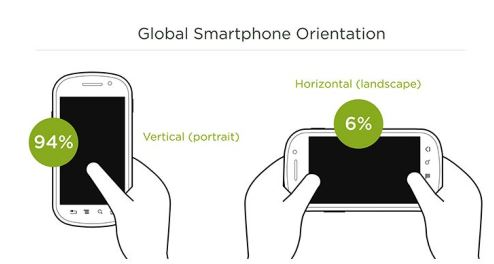 Global Smartphone Orientation
Horizontal (landscape)
94%
Vertical (portrait)
6%